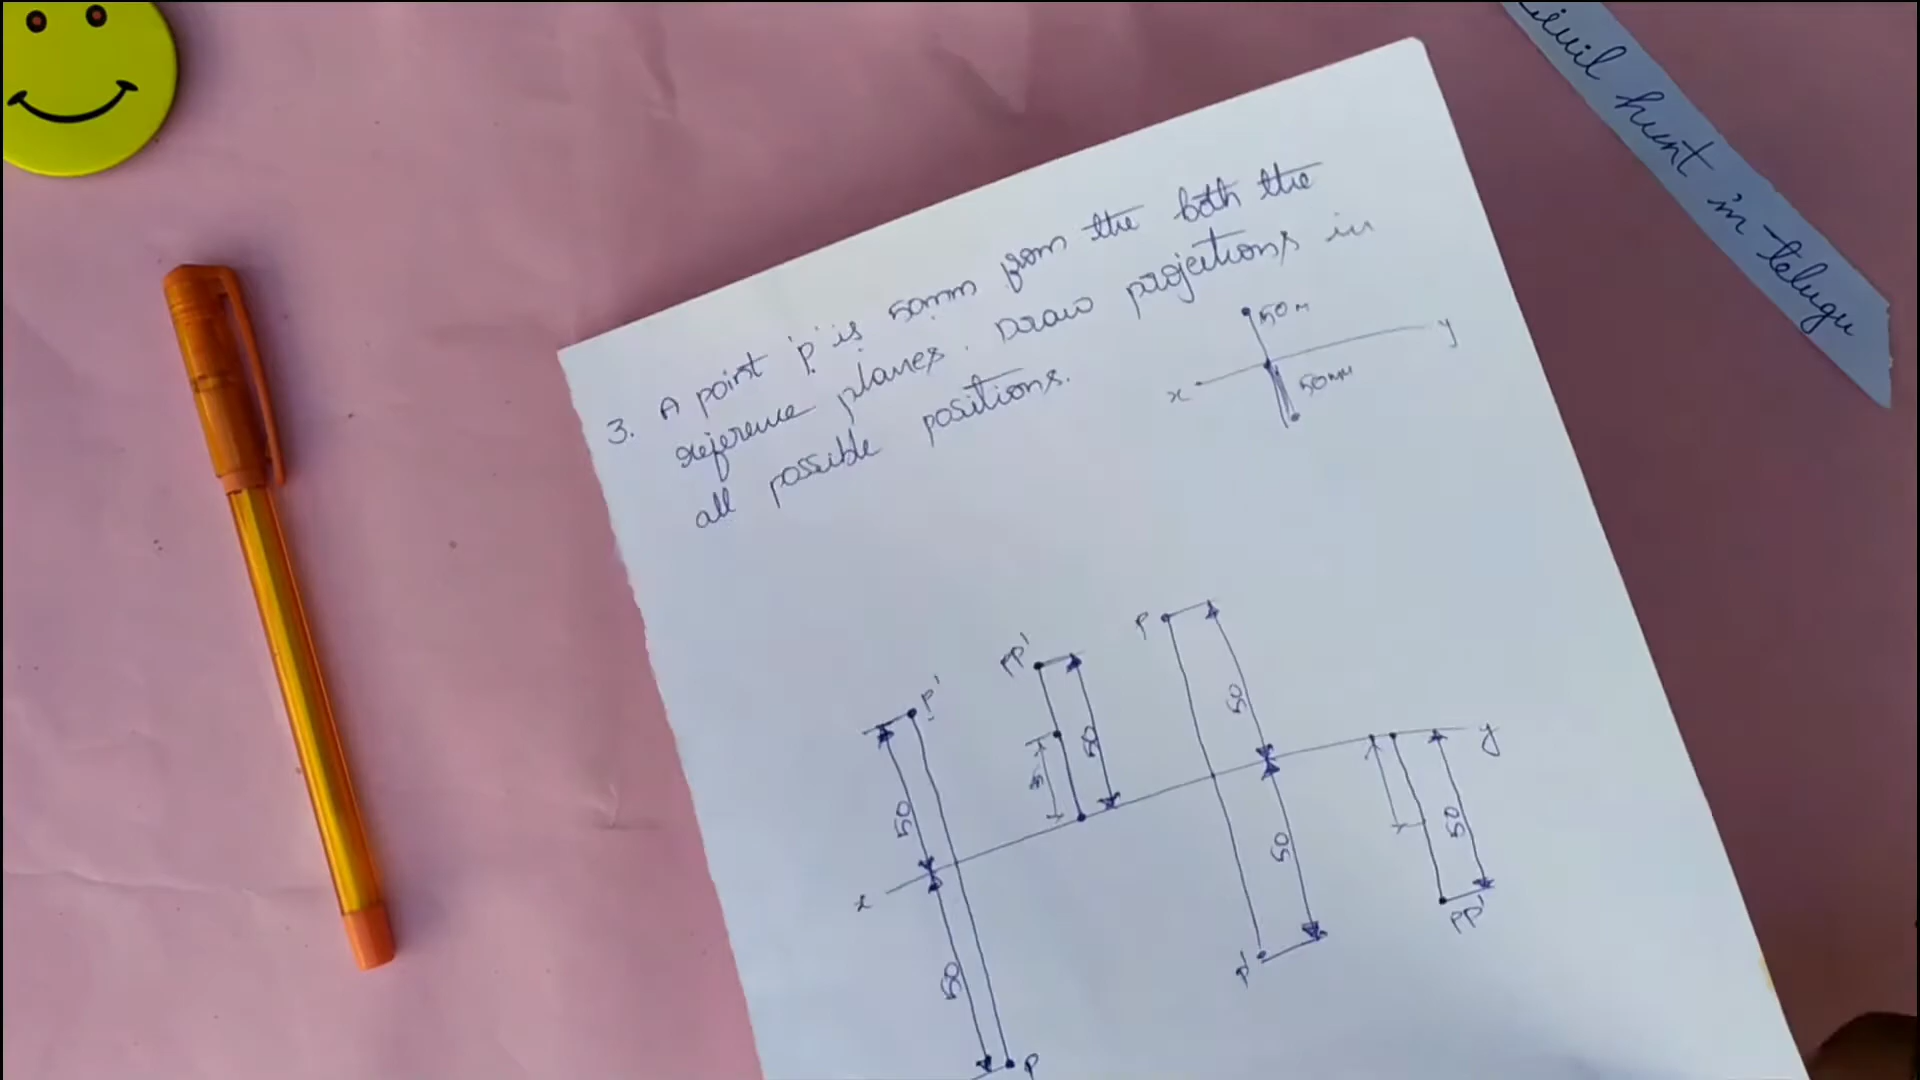 civil hunt in telugu
3. A point 'p' is 50mm from the both the
reference planes. Draw projections in
all possible positions.
50m
x y
50mm
P' PP' P
50 50 50
x y
50 50 50
P P' PP'